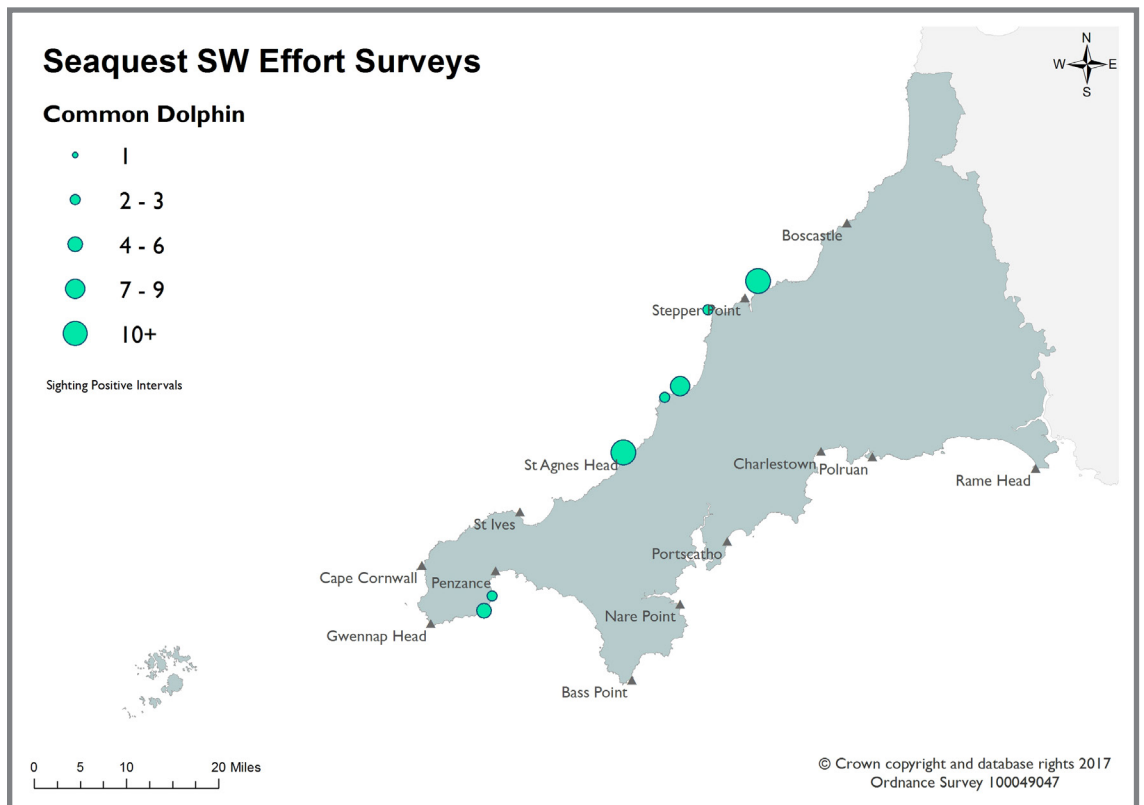 Seaquest SW Effort Surveys
Common Dolphin
1
2 - 3
4 - 6
7 - 9
10+
Sighting Positive Intervals
N
W E
S
Boscastle
Stepper Point
St Agnes Head
Charlestown
Polruan
Rame Head
St Ives
Portscatho
Cape Cornwall
Penzance
Nare Point
Gwennap Head
Bass Point
0 5 10 20 Miles
© Crown copyright and database rights 2017
Ordnance Survey 100049047